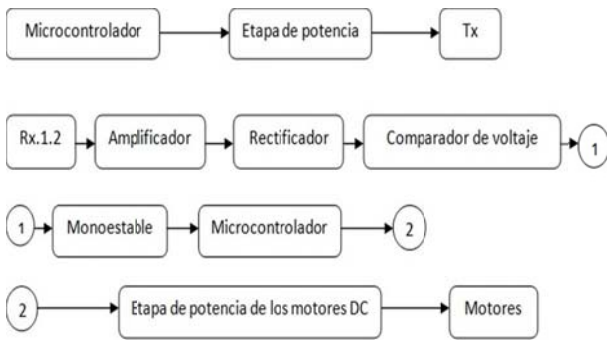 Microcontrolador Etapa de potencia Tx
Rx.1.2 Amplificador Rectificador Comparador de voltaje 1
1 Monoestable Microcontrolador 2
2 Etapa de potencia de los motores DC Motores